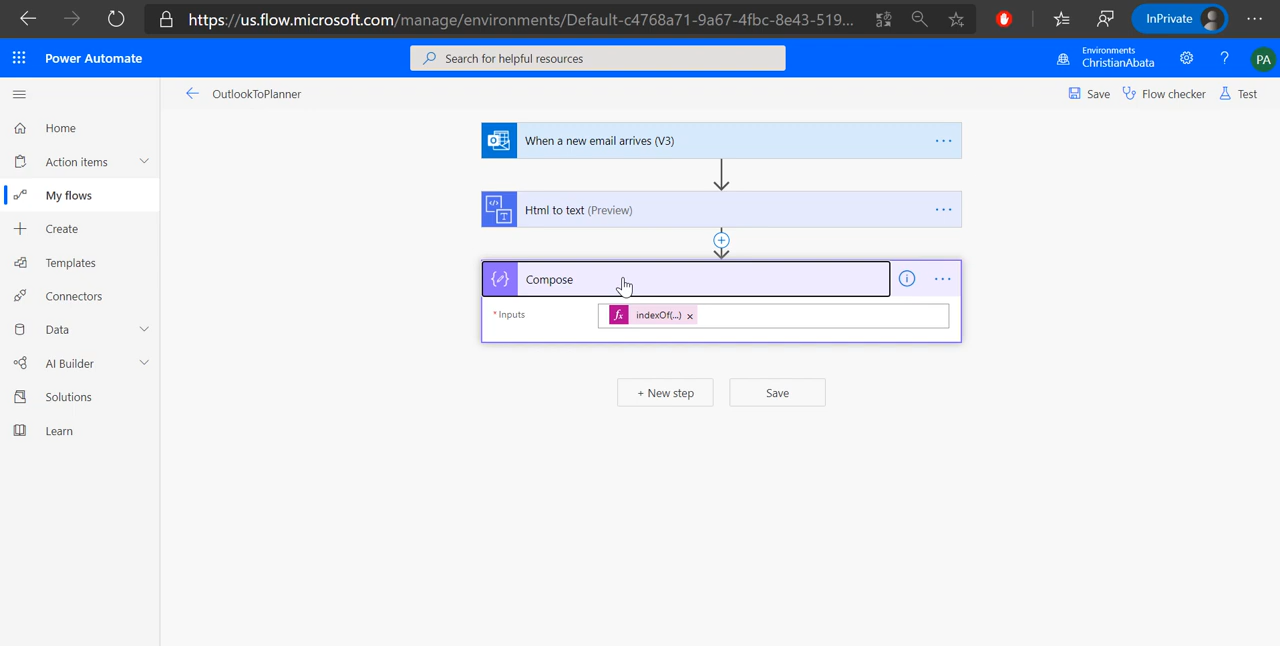 https://us.flow.microsoft.com/manage/environments/Default-c4768a71-9a67-4fbc-8e43-519...
InPrivate
Power Automate
Search for helpful resources
Environments
ChristianAbata
?
PA
OutlookToPlanner
Save
Flow checker
Test
Home
Action items
My flows
Create
Templates
Connectors
Data
AI Builder
Solutions
Learn
When a new email arrives (V3)
Html to text (Preview)
Compose
* Inputs
fx indexOf(...) x
+ New step
Save